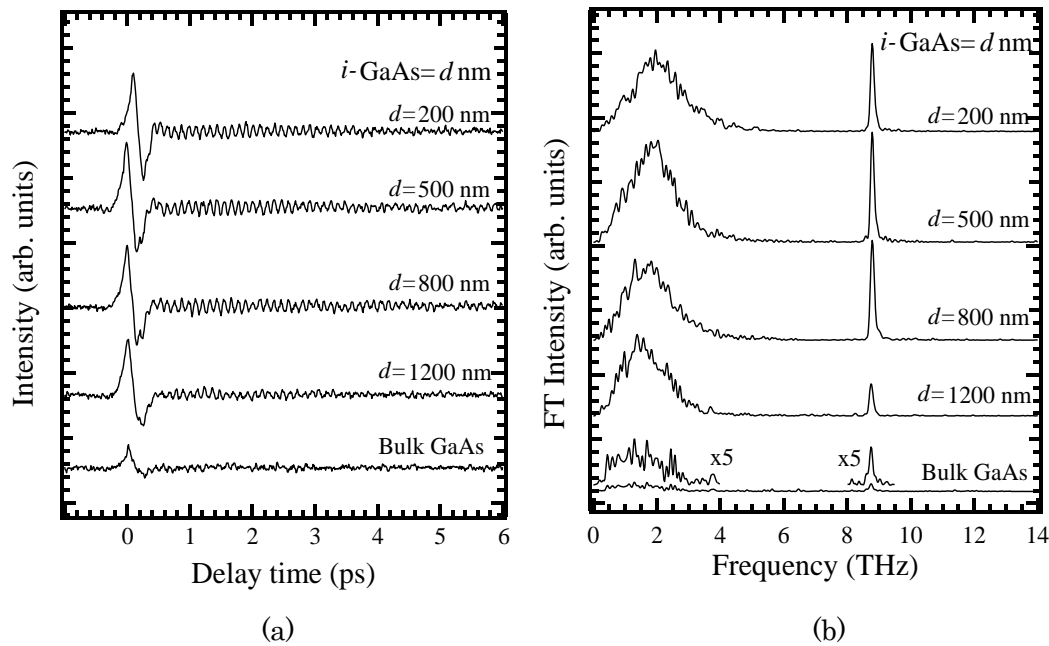 i-GaAs=d nm
d=200 nm
d=500 nm
d=800 nm
d=1200 nm
Bulk GaAs
Intensity (arb. units)
0 1 2 3 4 5 6
Delay time (ps)
(a)
i-GaAs=d nm
d=200 nm
d=500 nm
d=800 nm
d=1200 nm
x5 x5 Bulk GaAs
FT Intensity (arb. units)
0 2 4 6 8 10 12 14
Frequency (THz)
(b)